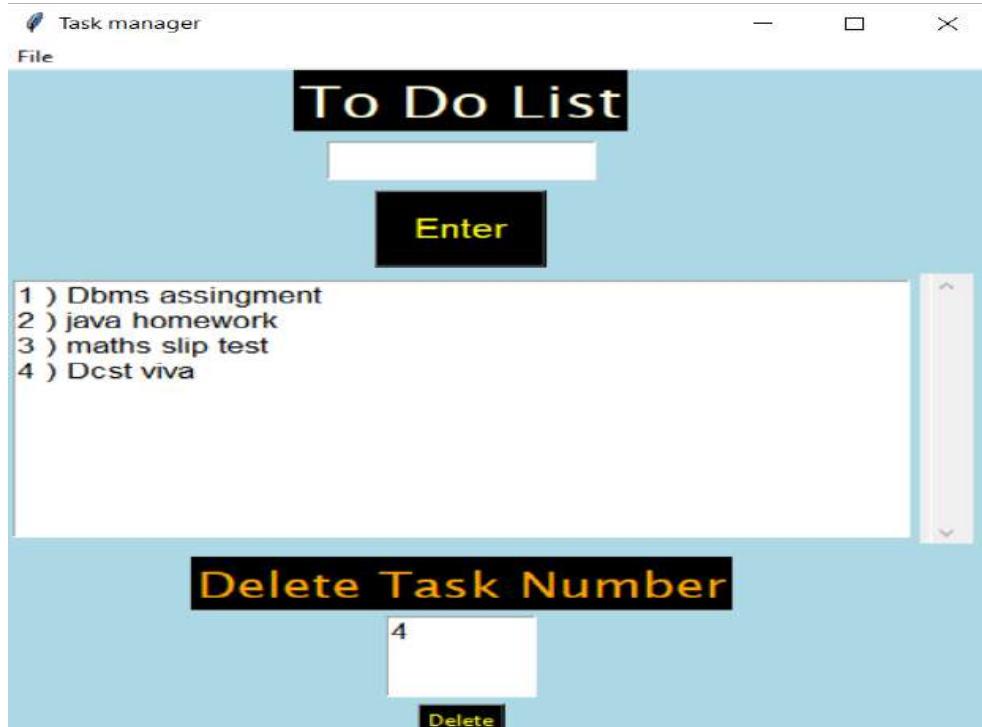 Task manager
File
To Do List
Enter
1 ) Dbms assingment
2 ) java homework
3 ) maths slip test
4 ) Dcst viva
Delete Task Number
4
Delete